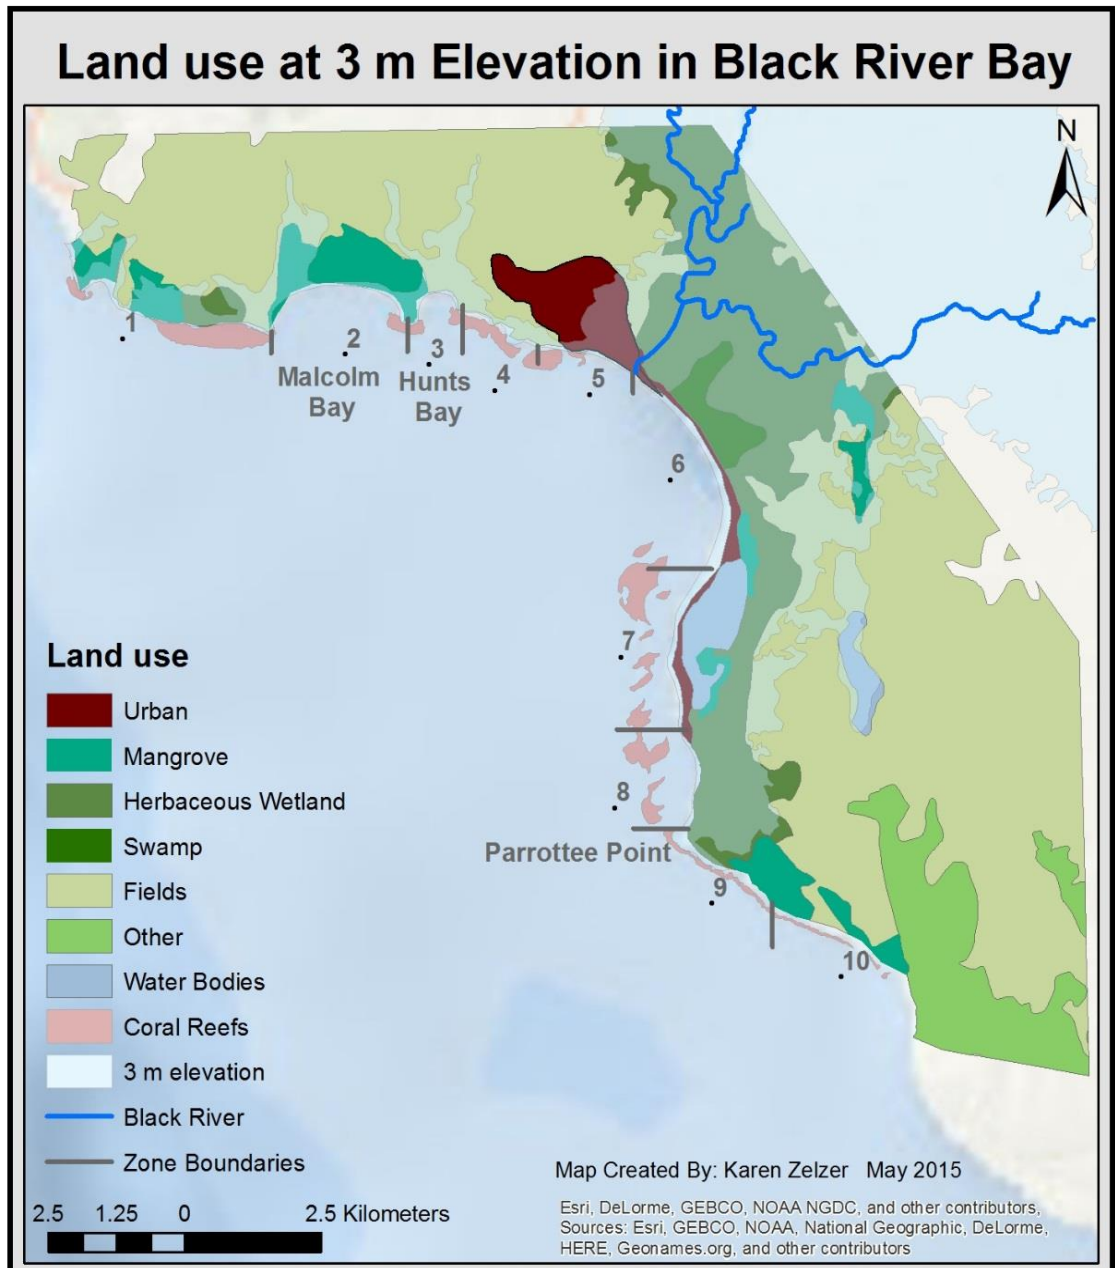 Land use at 3 m Elevation in Black River Bay
N
1
2
3
4
5
Malcolm
Bay
Hunts
Bay
6
7
8
Parrottee Point
9
10
Land use
Urban
Mangrove
Herbaceous Wetland
Swamp
Fields
Other
Water Bodies
Coral Reefs
3 m elevation
Black River
Zone Boundaries
2.5 1.25 0 2.5 Kilometers
Map Created By: Karen Zelzer May 2015
Esri, DeLorme, GEBCO, NOAA NGDC, and other contributors,
Sources: Esri, GEBCO, NOAA, National Geographic, DeLorme,
HERE, Geonames.org, and other contributors